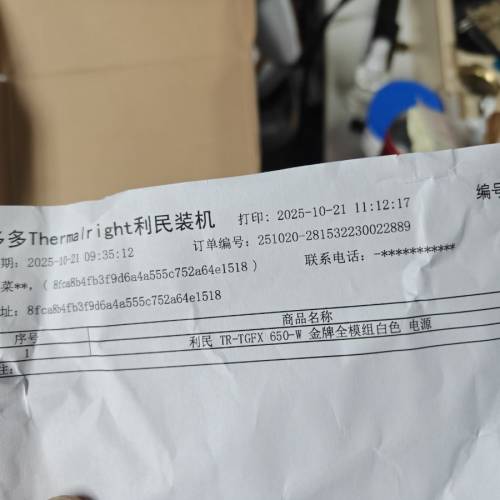 多多Thermalright利民装机 打印: 2025-10-21 11:12:17 编号
期: 2025-10-21 09:35:12 订单编号: 251020-281532230022889
菜**, ( 8fca8b4fb3f9d6a4a555c752a64e1518 ) 联系电话: -***********
址: 8fca8b4fb3f9d6a4a555c752a64e1518
序号 商品名称
1 利民 TR-TGFX 650-W 金牌全模组白色 电源
注: